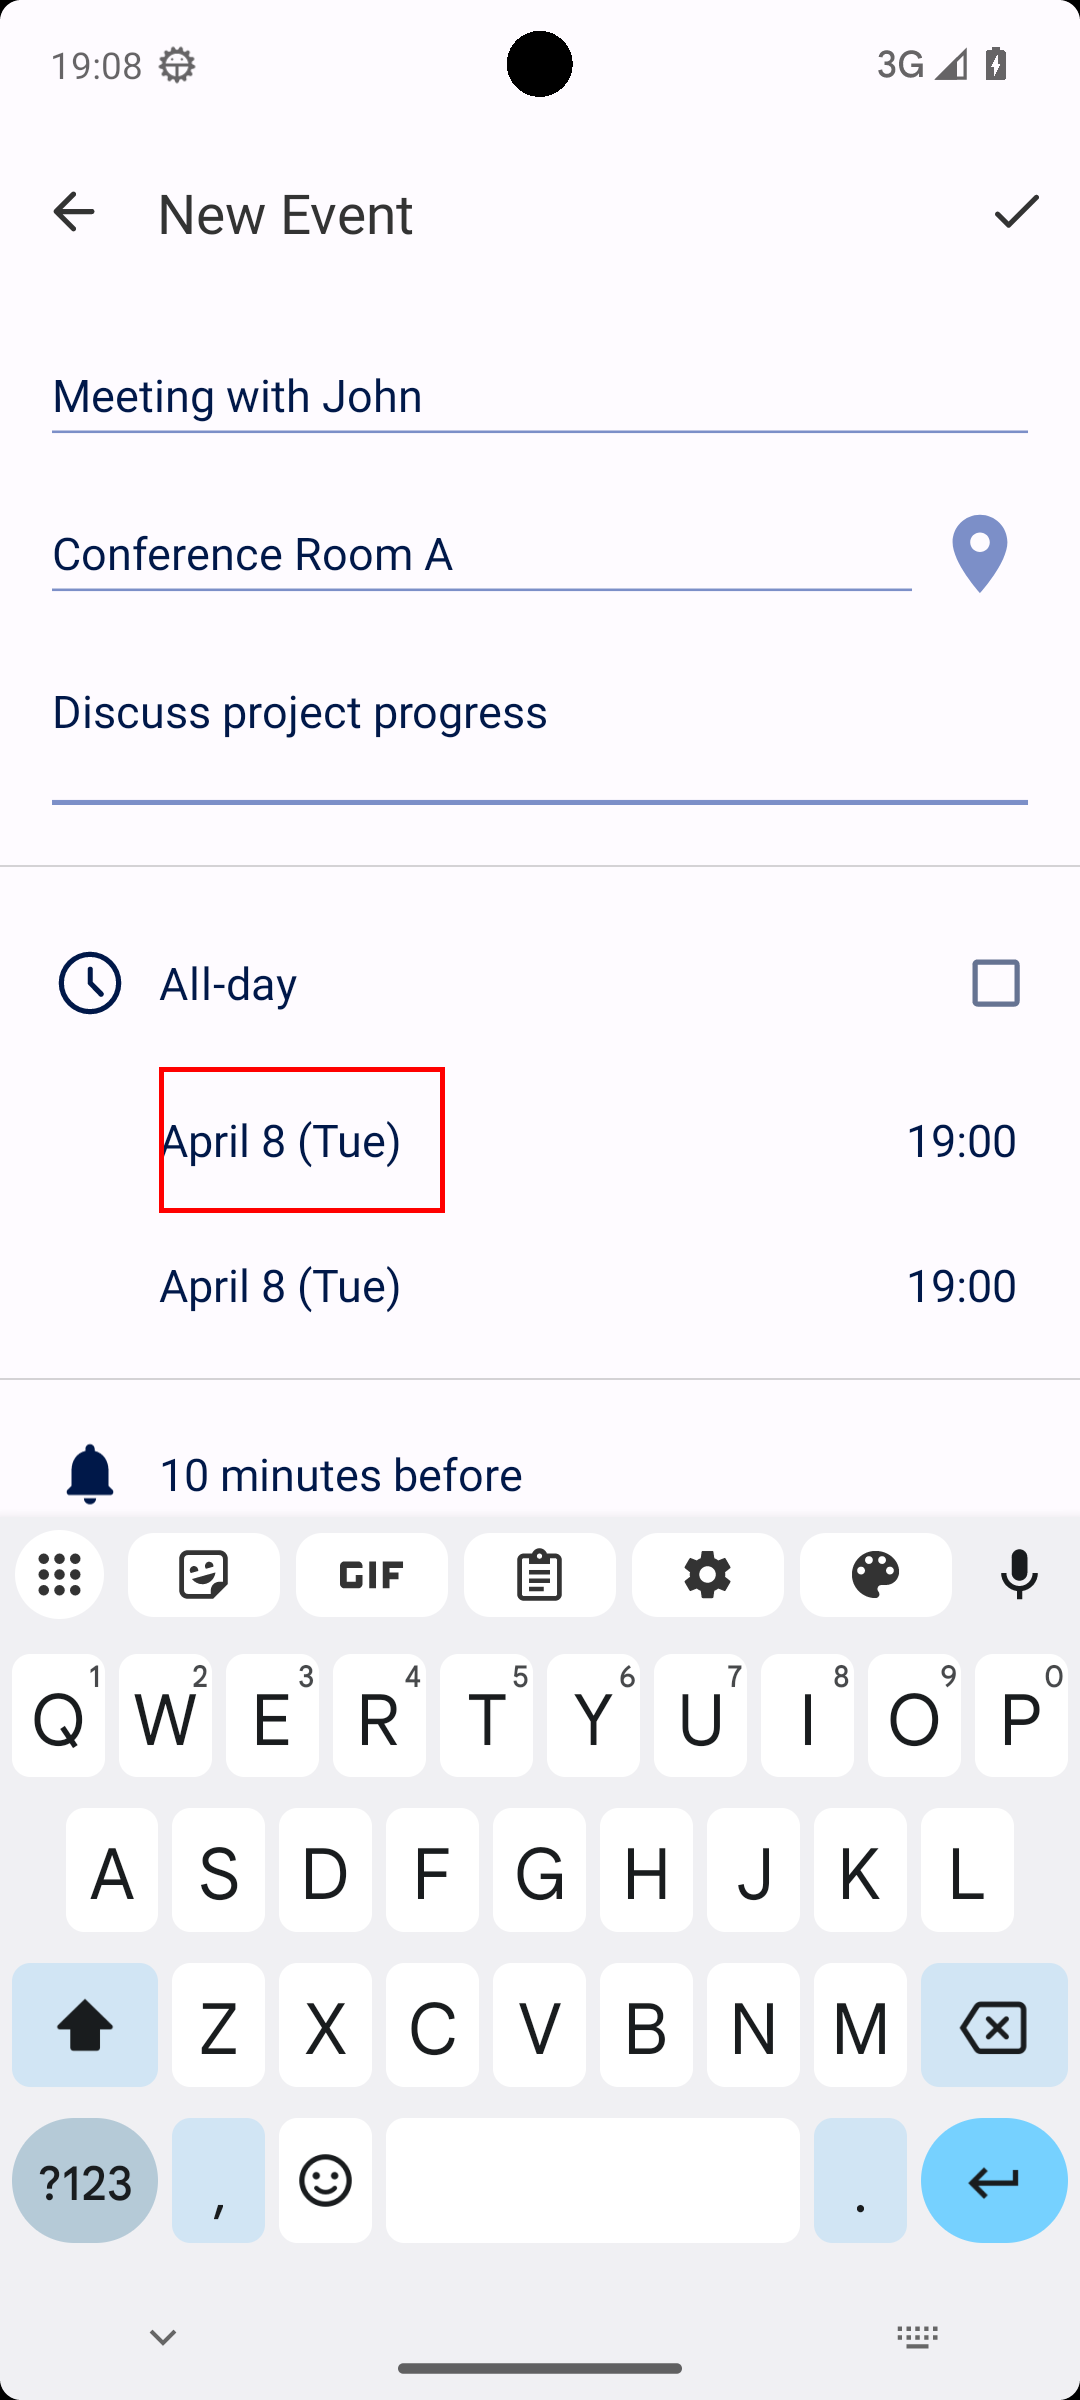 19:08
3G
New Event
Meeting with John
Conference Room A
Discuss project progress
All-day
April 8 (Tue) 19:00
April 8 (Tue) 19:00
10 minutes before
GIF
Q1 W2 E3 R4 T5 Y6 U7 I8 O9 P0
A S D F G H J K L
Z X C V B N M
?123 , .